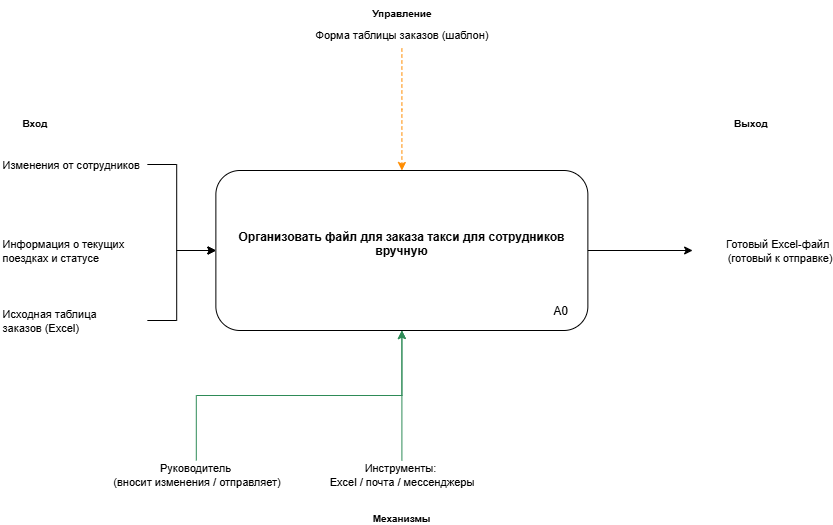 Управление
Форма таблицы заказов (шаблон)
Вход
Выход
Изменения от сотрудников
Информация о текущих
поездках и статусе
Исходная таблица
заказов (Excel)
Организовать файл для заказа такси для сотрудников
вручную
A0
Готовый Excel-файл
(готовый к отправке)
Руководитель
(вносит изменения / отправляет)
Инструменты:
Excel / почта / мессенджеры
Механизмы